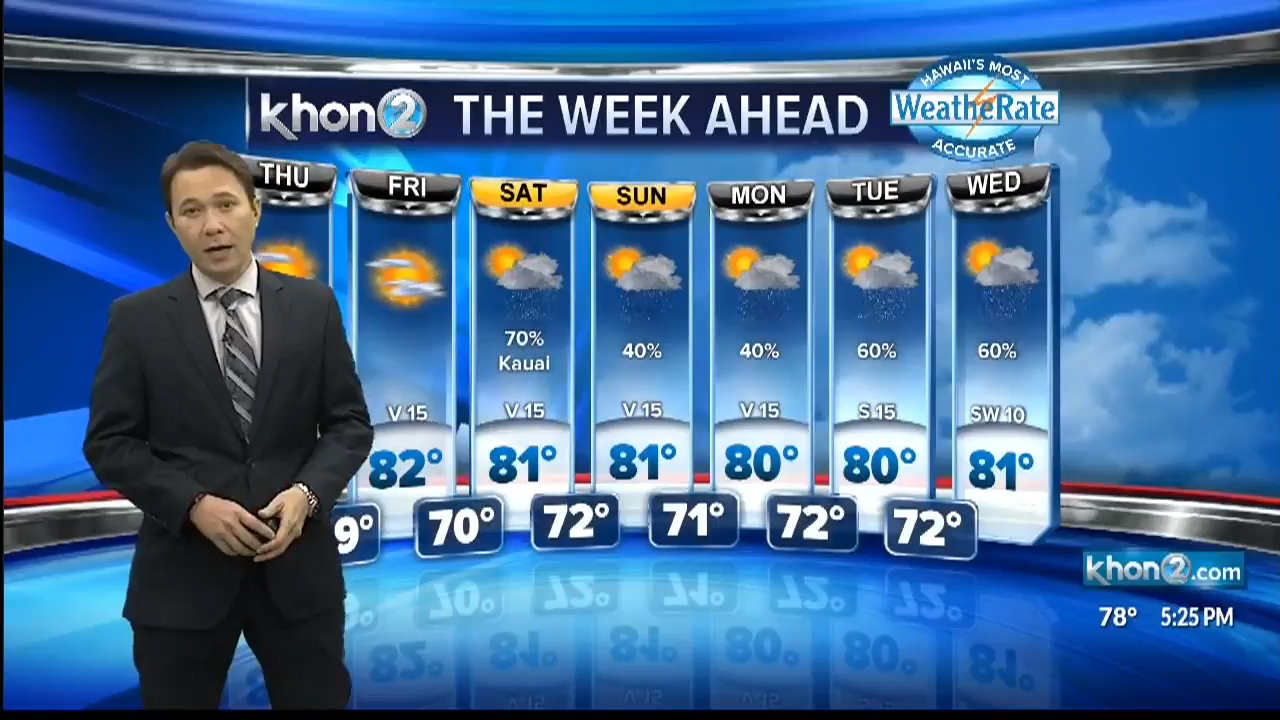 khon2 THE WEEK AHEAD
HAWAII'S MOST
WeatheRate
ACCURATE
THU FRI SAT SUN MON TUE WED
70% 40% 40% 60% 60%
Kauai
V 15 V 15 V 15 V 15 S 15 SW 10
82° 81° 81° 80° 80° 81°
9° 70° 72° 71° 72° 72°
khon2.com
78° 5:25 PM